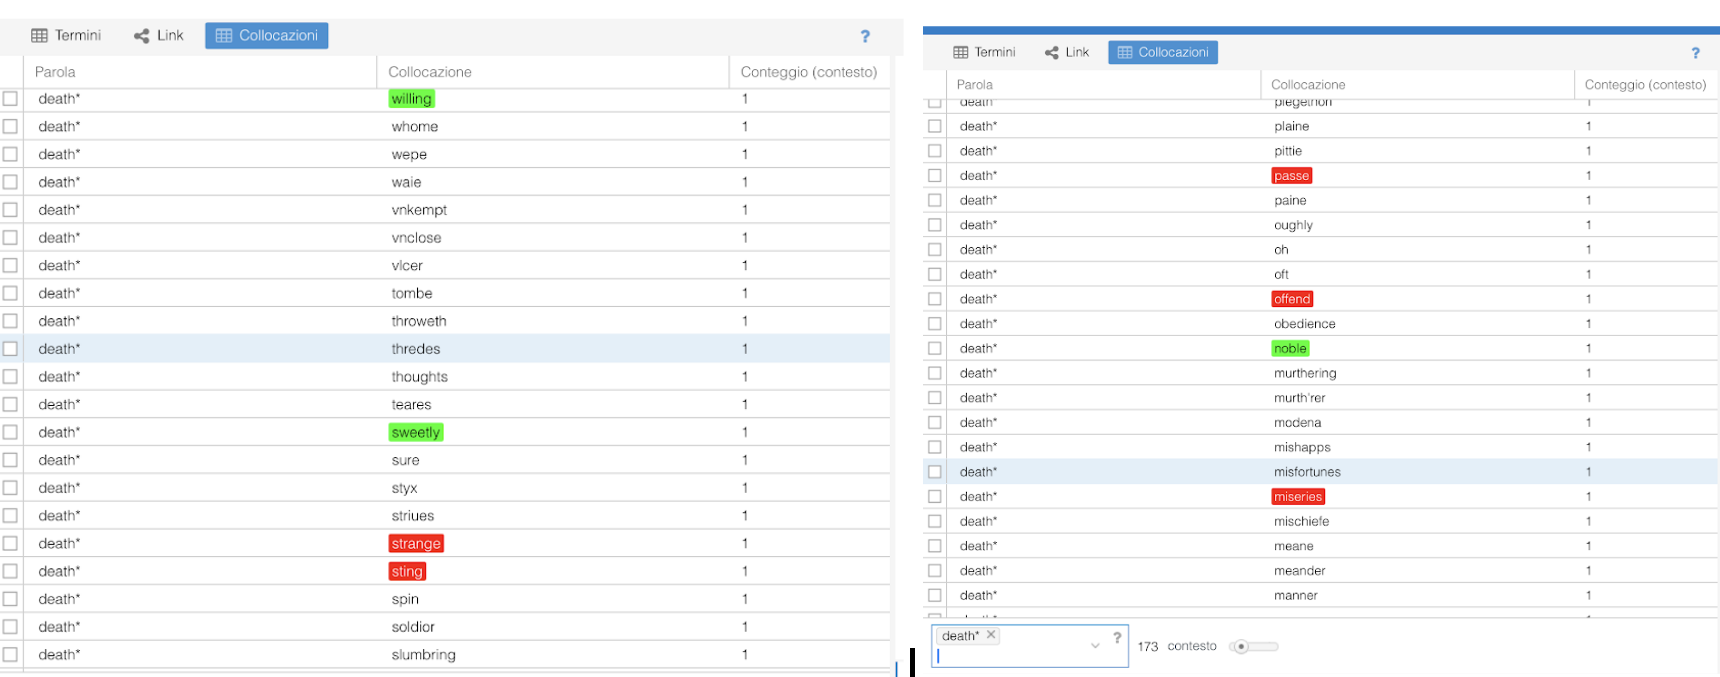 Termini Link Collocazioni ?
Parola Collocazione Conteggio (contesto)
death* willing 1
death* whome 1
death* wepe 1
death* waie 1
death* vnkempt 1
death* vnclose 1
death* vlcer 1
death* tombe 1
death* throweth 1
death* thredes 1
death* thoughts 1
death* teares 1
death* sweetly 1
death* sure 1
death* styx 1
death* striues 1
death* strange 1
death* sting 1
death* spin 1
death* soldior 1
death* slumbring 1
Termini Link Collocazioni ?
Parola Collocazione Conteggio (contesto)
death* plegethon 1
death* plaine 1
death* pittie 1
death* passe 1
death* paine 1
death* oughly 1
death* oh 1
death* oft 1
death* offend 1
death* obedience 1
death* noble 1
death* murthering 1
death* murth'rer 1
death* modena 1
death* mishapps 1
death* misfortunes 1
death* miseries 1
death* mischiefe 1
death* meane 1
death* meander 1
death* manner 1
death* × ? 173 contesto